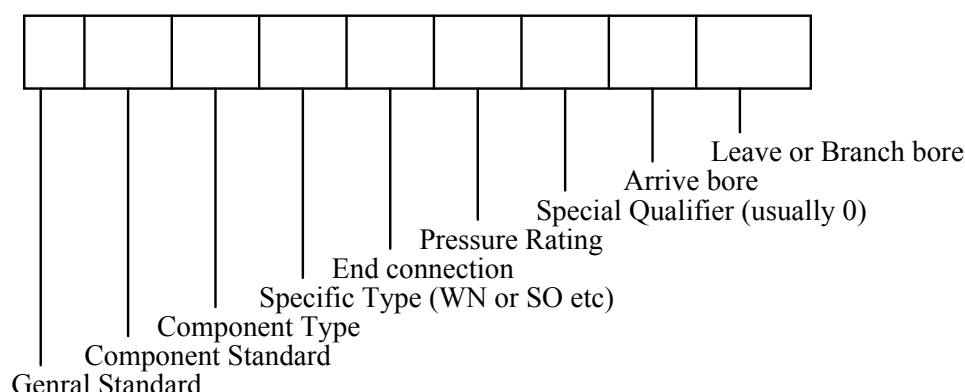 Leave or Branch bore
Arrive bore
Special Qualifier (usually 0)
Pressure Rating
End connection
Specific Type (WN or SO etc)
Component Type
Component Standard
Genral Standard